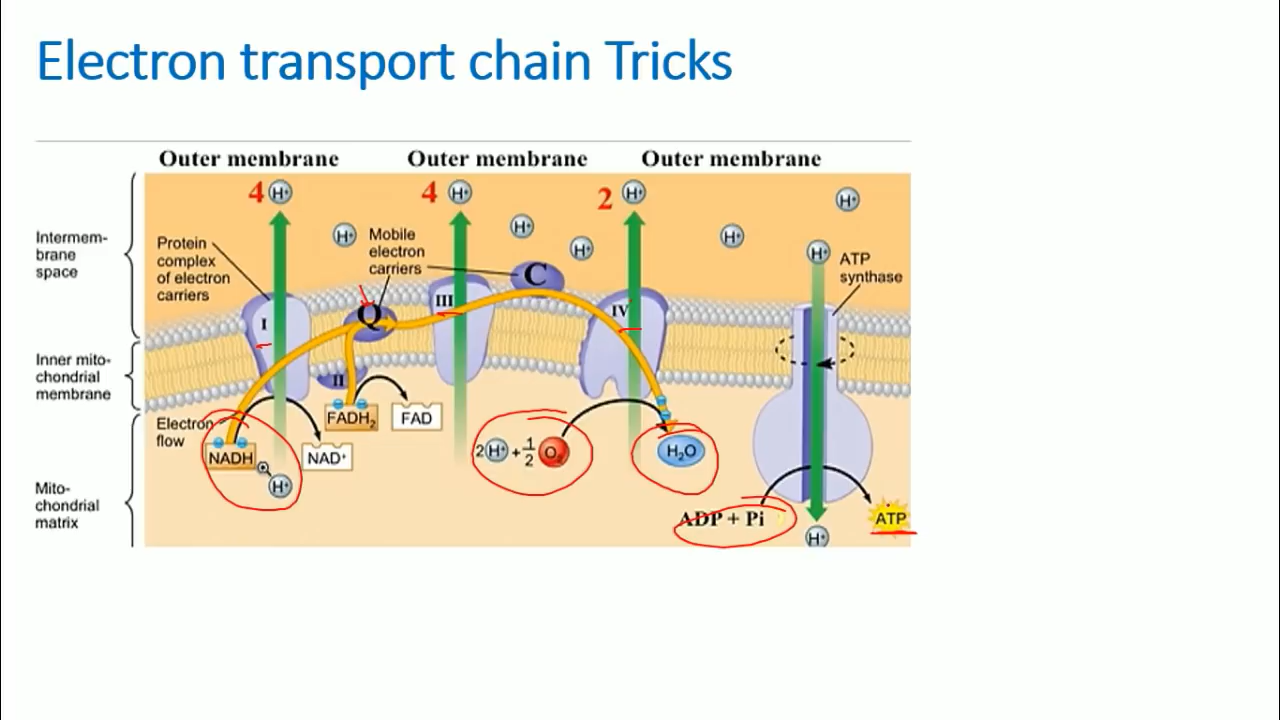 Electron transport chain Tricks
Outer membrane
Outer membrane
Outer membrane
4 H+
4 H+
2 H+
H+
H+
H+
H+
H+
H+
H+
Intermem-
brane
space
Protein
complex
of electron
carriers
Mobile
electron
carriers
ATP
synthase
I
Q
III
C
IV
II
Inner mito-
chondrial
membrane
Electron
flow
FADH2
FAD
NADH
NAD+
H+
2 H+ + 1/2 O2
H2O
Mito-
chondrial
matrix
ADP + Pi
ATP
H+